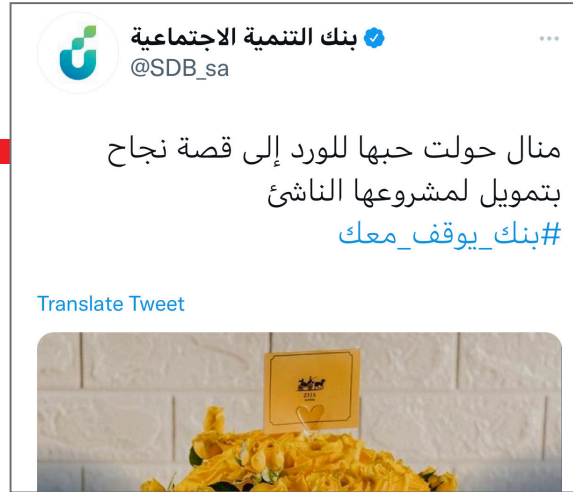 بنك التنمية الاجتماعية
@SDB_sa
منال حولت حبها للورد إلى قصة نجاح
بتمويل لمشروعها الناشئ
#بنك_يوقف_معك
Translate Tweet